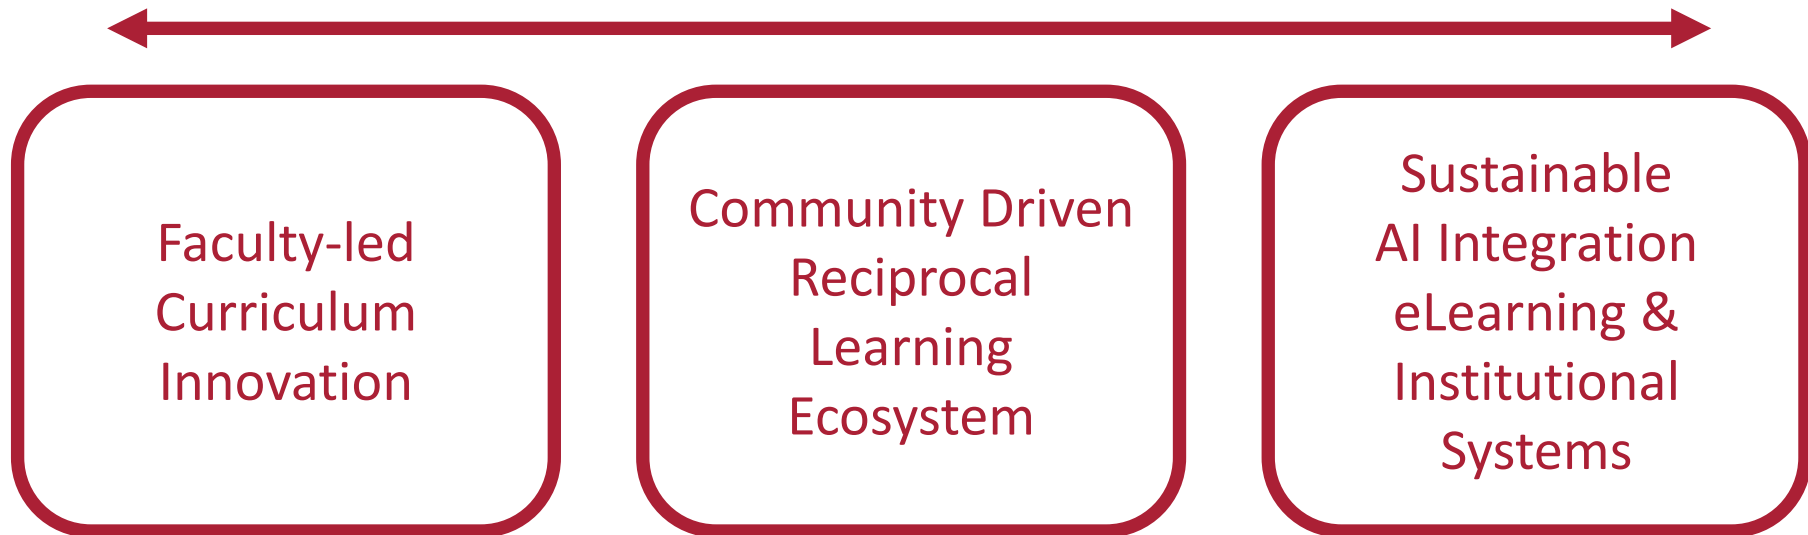 Faculty-led
Curriculum
Innovation
Community Driven
Reciprocal
Learning
Ecosystem
Sustainable
AI Integration
eLearning &
Institutional
Systems